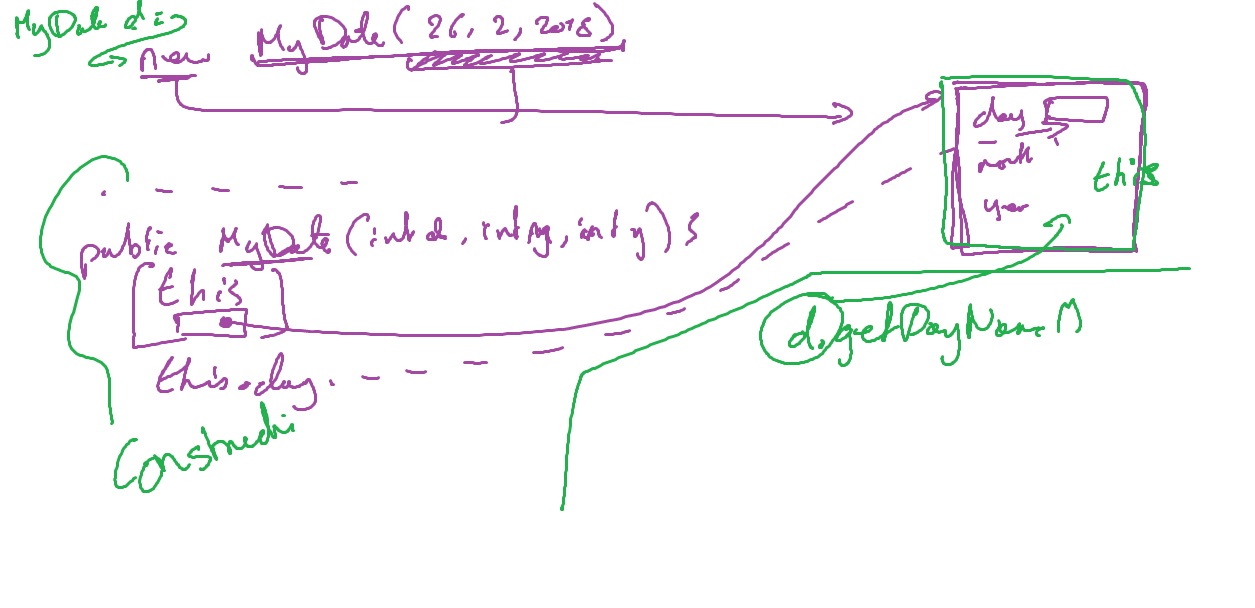 MyDate d =
new MyDate( 26, 2, 2018 )
day
month
year
this
public MyDate (int d, int m, int y) {
this
this.day.
d.getDayName()
Constructi